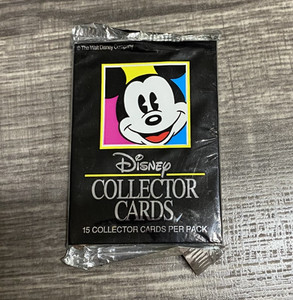 © The Walt Disney Company
Disney
COLLECTOR
CARDS
15 COLLECTOR CARDS PER PACK